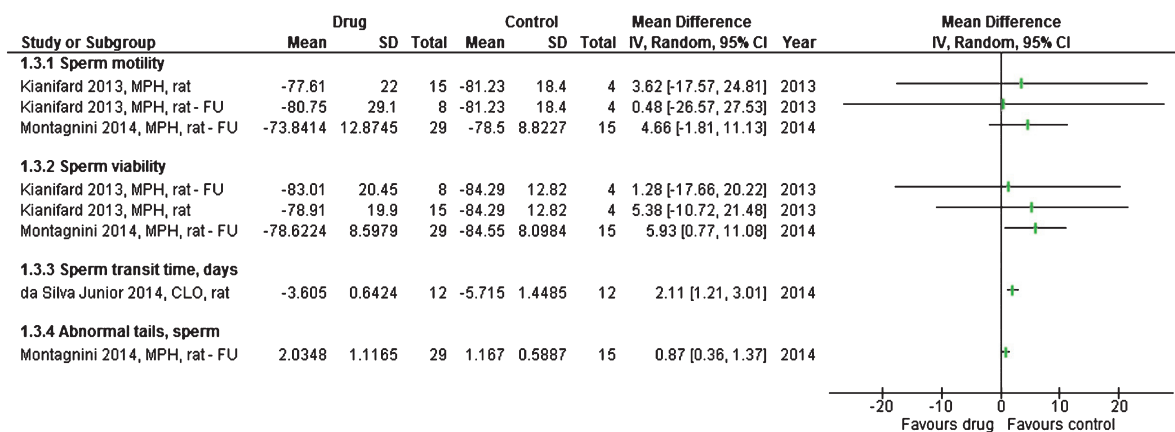 Drug Control Mean Difference Mean Difference
Study or Subgroup Mean SD Total Mean SD Total IV, Random, 95% CI Year IV, Random, 95% CI
1.3.1 Sperm motility
Kianifard 2013, MPH, rat -77.61 22 15 -81.23 18.4 4 3.62 [-17.57, 24.81] 2013
Kianifard 2013, MPH, rat - FU -80.75 29.1 8 -81.23 18.4 4 0.48 [-26.57, 27.53] 2013
Montagnini 2014, MPH, rat - FU -73.8414 12.8745 29 -78.5 8.8227 15 4.66 [-1.81, 11.13] 2014
1.3.2 Sperm viability
Kianifard 2013, MPH, rat - FU -83.01 20.45 8 -84.29 12.82 4 1.28 [-17.66, 20.22] 2013
Kianifard 2013, MPH, rat -78.91 19.9 15 -84.29 12.82 4 5.38 [-10.72, 21.48] 2013
Montagnini 2014, MPH, rat - FU -78.6224 8.5979 29 -84.55 8.0984 15 5.93 [0.77, 11.08] 2014
1.3.3 Sperm transit time, days
da Silva Junior 2014, CLO, rat -3.605 0.6424 12 -5.715 1.4485 12 2.11 [1.21, 3.01] 2014
1.3.4 Abnormal tails, sperm
Montagnini 2014, MPH, rat - FU 2.0348 1.1165 29 1.167 0.5887 15 0.87 [0.36, 1.37] 2014
-20 -10 0 10 20
Favours drug Favours control